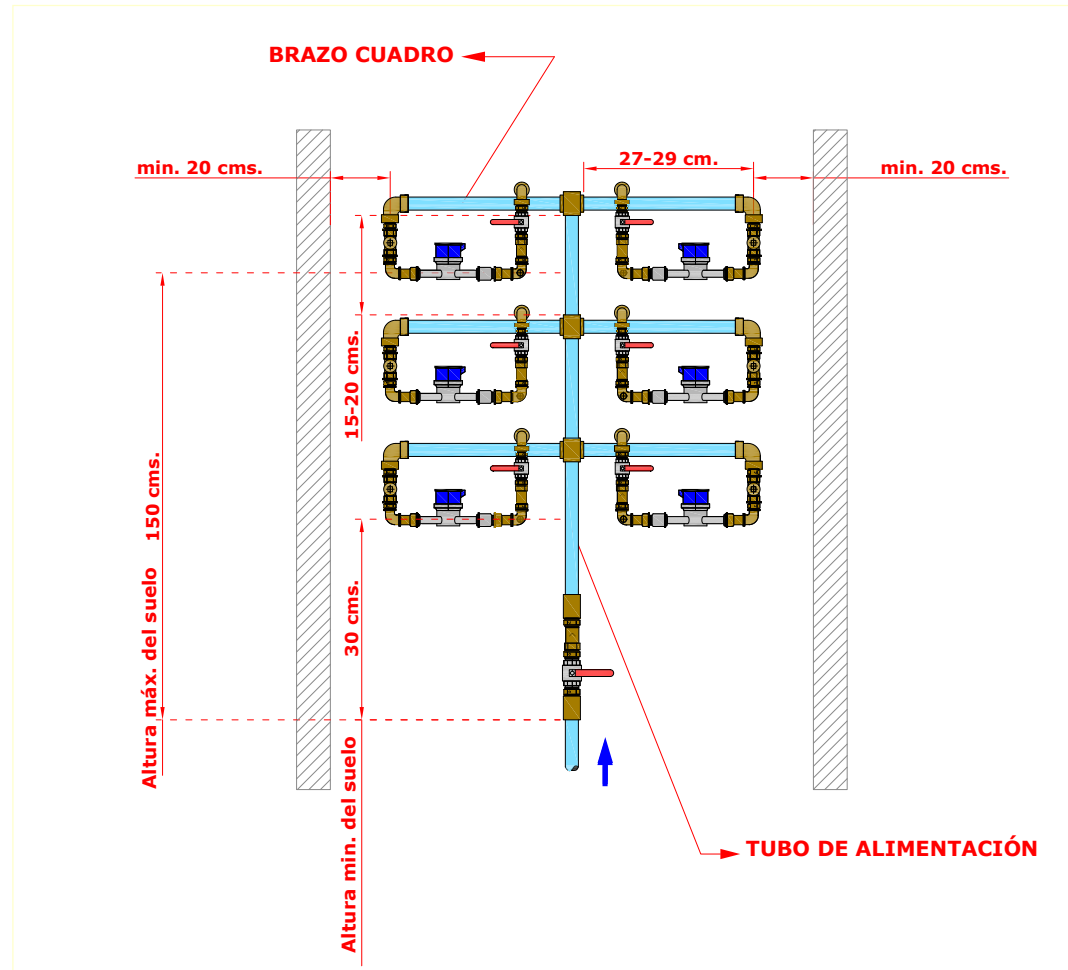 BRAZO CUADRO
min. 20 cms.
27-29 cm.
min. 20 cms.
15-20 cms.
Altura máx. del suelo 150 cms.
30 cms.
Altura min. del suelo
TUBO DE ALIMENTACIÓN